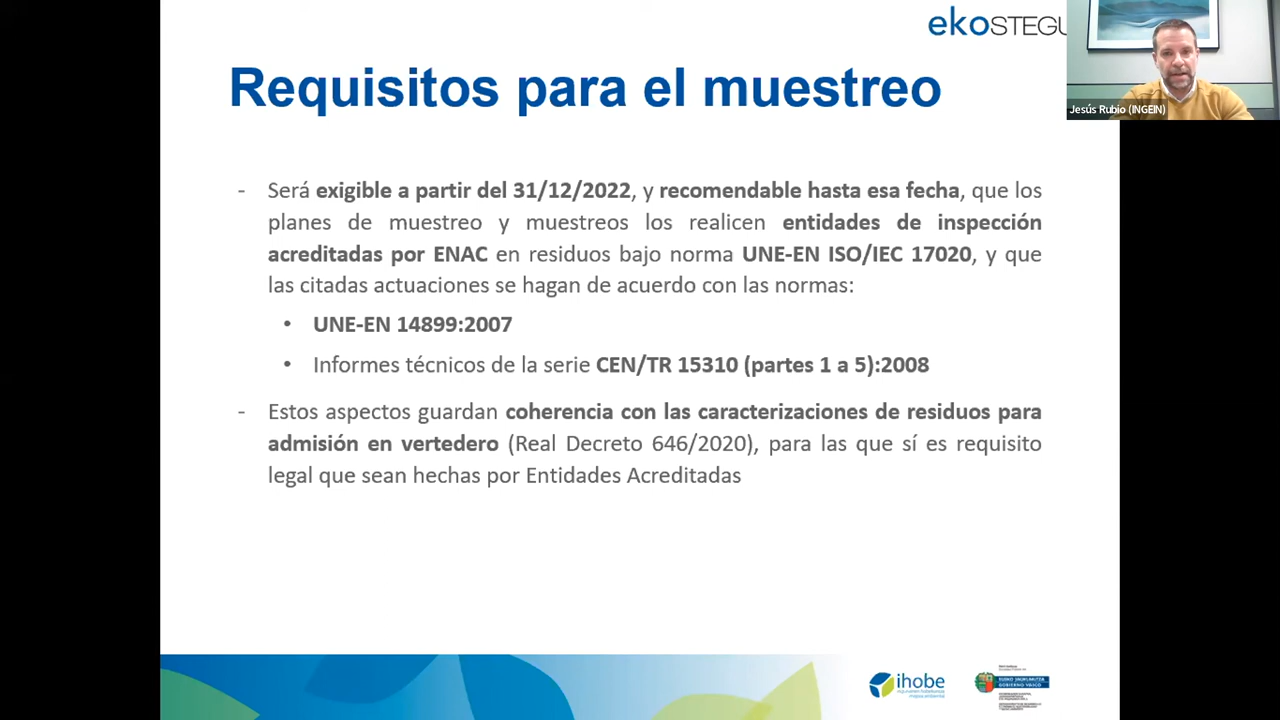 ekoSTEGU
Requisitos para el muestreo
Jesús Rubio (INGEIN)
- Será exigible a partir del 31/12/2022, y recomendable hasta esa fecha, que los
planes de muestreo y muestreos los realicen entidades de inspección
acreditadas por ENAC en residuos bajo norma UNE-EN ISO/IEC 17020, y que
las citadas actuaciones se hagan de acuerdo con las normas:
• UNE-EN 14899:2007
• Informes técnicos de la serie CEN/TR 15310 (partes 1 a 5):2008
- Estos aspectos guardan coherencia con las caracterizaciones de residuos para
admisión en vertedero (Real Decreto 646/2020), para las que sí es requisito
legal que sean hechas por Entidades Acreditadas
ihobe
EUSKO JAURLARITZA
GOBIERNO VASCO